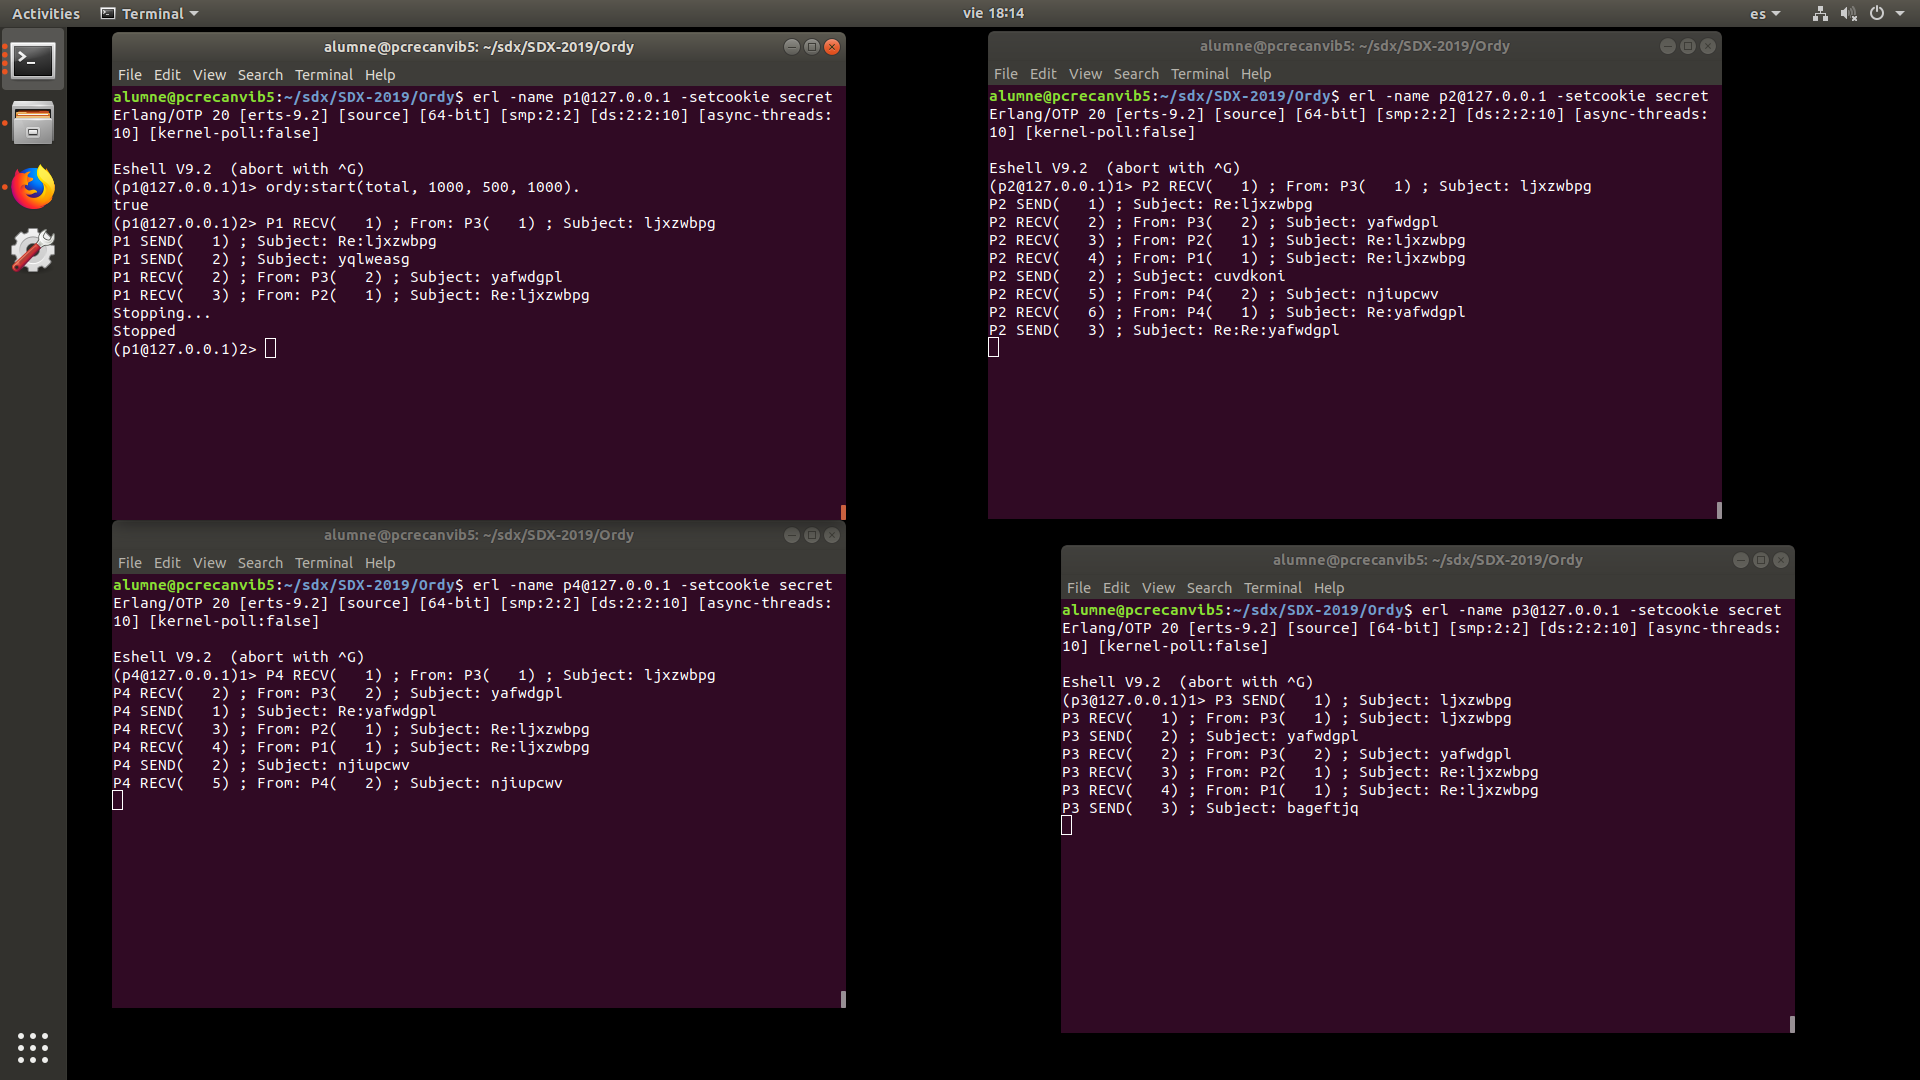 Activities
Terminal
vie 18:14
es
alumne@pcrecanvib5: ~/sdx/SDX-2019/Ordy
File Edit View Search Terminal Help
alumne@pcrecanvib5:~/sdx/SDX-2019/Ordy$ erl -name p1@127.0.0.1 -setcookie secret
Erlang/OTP 20 [erts-9.2] [source] [64-bit] [smp:2:2] [ds:2:2:10] [async-threads:
10] [kernel-poll:false]
Eshell V9.2  (abort with ^G)
(p1@127.0.0.1)1> ordy:start(total, 1000, 500, 1000).
true
(p1@127.0.0.1)2> P1 RECV(   1) ; From: P3(   1) ; Subject: ljxzwbpg
P1 SEND(   1) ; Subject: Re:ljxzwbpg
P1 SEND(   2) ; Subject: yqlweasg
P1 RECV(   2) ; From: P3(   2) ; Subject: yafwdgpl
P1 RECV(   3) ; From: P2(   1) ; Subject: Re:ljxzwbpg
Stopping...
Stopped
(p1@127.0.0.1)2>
alumne@pcrecanvib5: ~/sdx/SDX-2019/Ordy
File Edit View Search Terminal Help
alumne@pcrecanvib5:~/sdx/SDX-2019/Ordy$ erl -name p2@127.0.0.1 -setcookie secret
Erlang/OTP 20 [erts-9.2] [source] [64-bit] [smp:2:2] [ds:2:2:10] [async-threads:
10] [kernel-poll:false]
Eshell V9.2  (abort with ^G)
(p2@127.0.0.1)1> P2 RECV(   1) ; From: P3(   1) ; Subject: ljxzwbpg
P2 SEND(   1) ; Subject: Re:ljxzwbpg
P2 RECV(   2) ; From: P3(   2) ; Subject: yafwdgpl
P2 RECV(   3) ; From: P2(   1) ; Subject: Re:ljxzwbpg
P2 RECV(   4) ; From: P1(   1) ; Subject: Re:ljxzwbpg
P2 SEND(   2) ; Subject: cuvdkoni
P2 RECV(   5) ; From: P4(   2) ; Subject: njiupcwv
P2 RECV(   6) ; From: P4(   1) ; Subject: Re:yafwdgpl
P2 SEND(   3) ; Subject: Re:Re:yafwdgpl
alumne@pcrecanvib5: ~/sdx/SDX-2019/Ordy
File Edit View Search Terminal Help
alumne@pcrecanvib5:~/sdx/SDX-2019/Ordy$ erl -name p4@127.0.0.1 -setcookie secret
Erlang/OTP 20 [erts-9.2] [source] [64-bit] [smp:2:2] [ds:2:2:10] [async-threads:
10] [kernel-poll:false]
Eshell V9.2  (abort with ^G)
(p4@127.0.0.1)1> P4 RECV(   1) ; From: P3(   1) ; Subject: ljxzwbpg
P4 RECV(   2) ; From: P3(   2) ; Subject: yafwdgpl
P4 SEND(   1) ; Subject: Re:yafwdgpl
P4 RECV(   3) ; From: P2(   1) ; Subject: Re:ljxzwbpg
P4 RECV(   4) ; From: P1(   1) ; Subject: Re:ljxzwbpg
P4 SEND(   2) ; Subject: njiupcwv
P4 RECV(   5) ; From: P4(   2) ; Subject: njiupcwv
alumne@pcrecanvib5: ~/sdx/SDX-2019/Ordy
File Edit View Search Terminal Help
alumne@pcrecanvib5:~/sdx/SDX-2019/Ordy$ erl -name p3@127.0.0.1 -setcookie secret
Erlang/OTP 20 [erts-9.2] [source] [64-bit] [smp:2:2] [ds:2:2:10] [async-threads:
10] [kernel-poll:false]
Eshell V9.2  (abort with ^G)
(p3@127.0.0.1)1> P3 SEND(   1) ; Subject: ljxzwbpg
P3 RECV(   1) ; From: P3(   1) ; Subject: ljxzwbpg
P3 SEND(   2) ; Subject: yafwdgpl
P3 RECV(   2) ; From: P3(   2) ; Subject: yafwdgpl
P3 RECV(   3) ; From: P2(   1) ; Subject: Re:ljxzwbpg
P3 RECV(   4) ; From: P1(   1) ; Subject: Re:ljxzwbpg
P3 SEND(   3) ; Subject: bageftjq